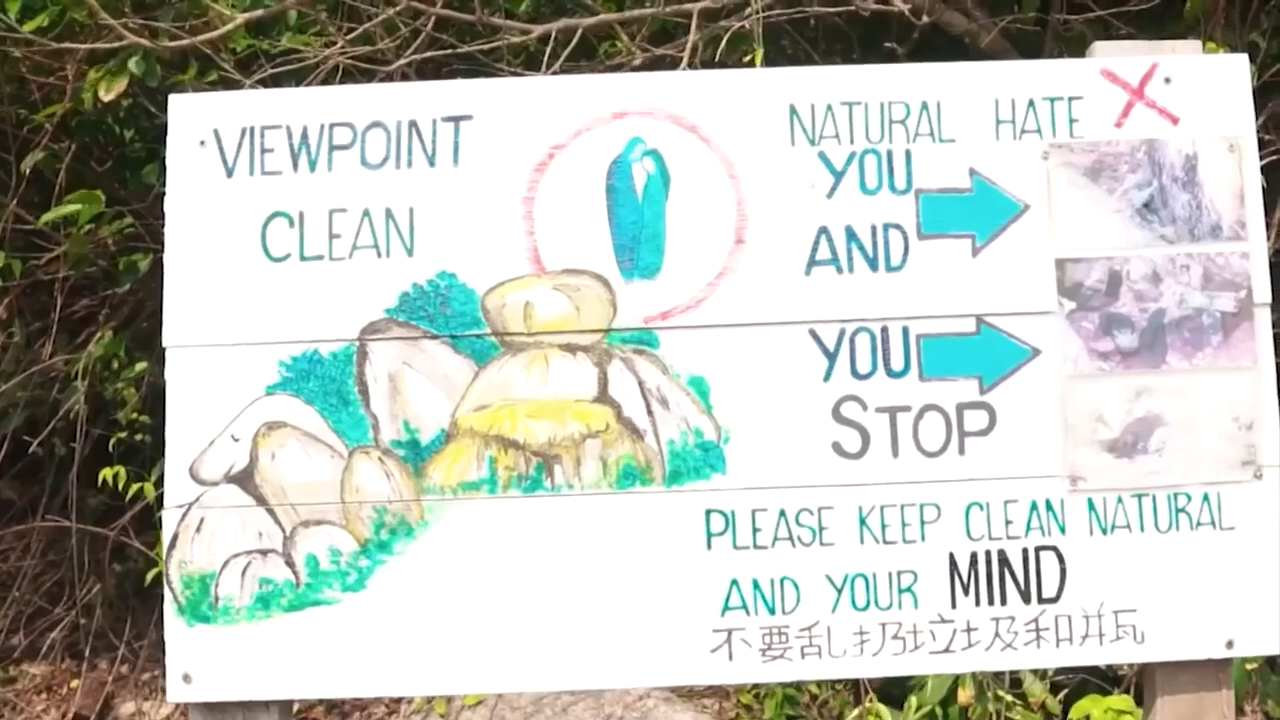 VIEWPOINT
CLEAN
NATURAL HATE
YOU
AND
YOU
STOP
PLEASE KEEP CLEAN NATURAL
AND YOUR MIND
不要乱扔垃圾和并瓦